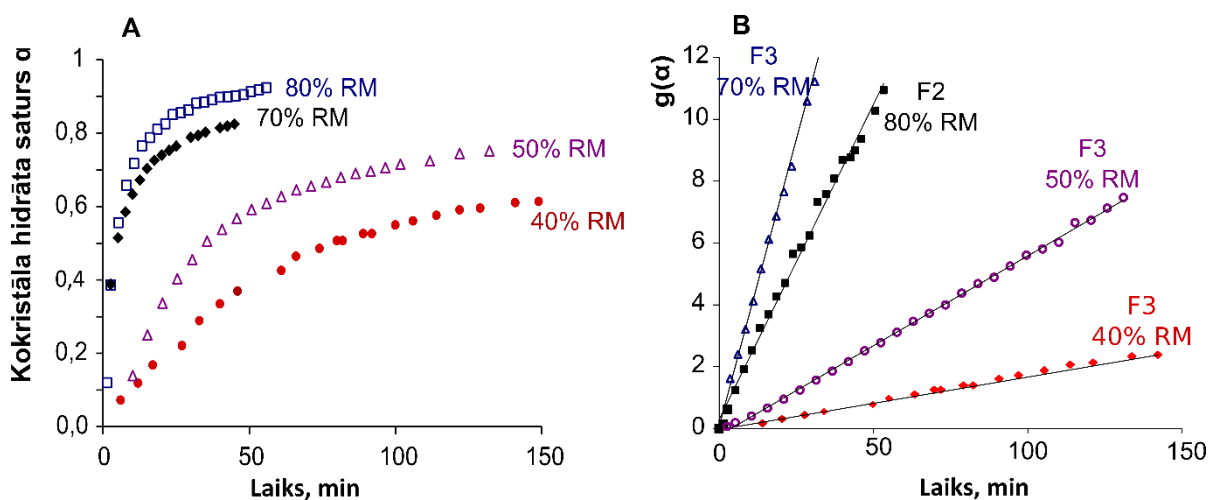 A
Kokristāla hidrāta saturs α
1
0,8
0,6
0,4
0,2
0,0
0
50
100
150
Laiks, min
80% RM
70% RM
50% RM
40% RM
B
g(α)
12
10
8
6
4
2
0
0
50
100
150
Laiks, min
F3
70% RM
F2
80% RM
F3
50% RM
F3
40% RM